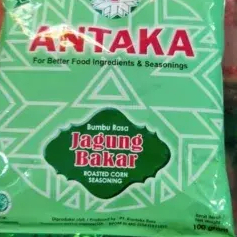 ANTAKA
For Better Food Ingredients & Seasonings
Bumbu Rasa
Jagung
Bakar
ROASTED CORN
SEASONING
100 gram